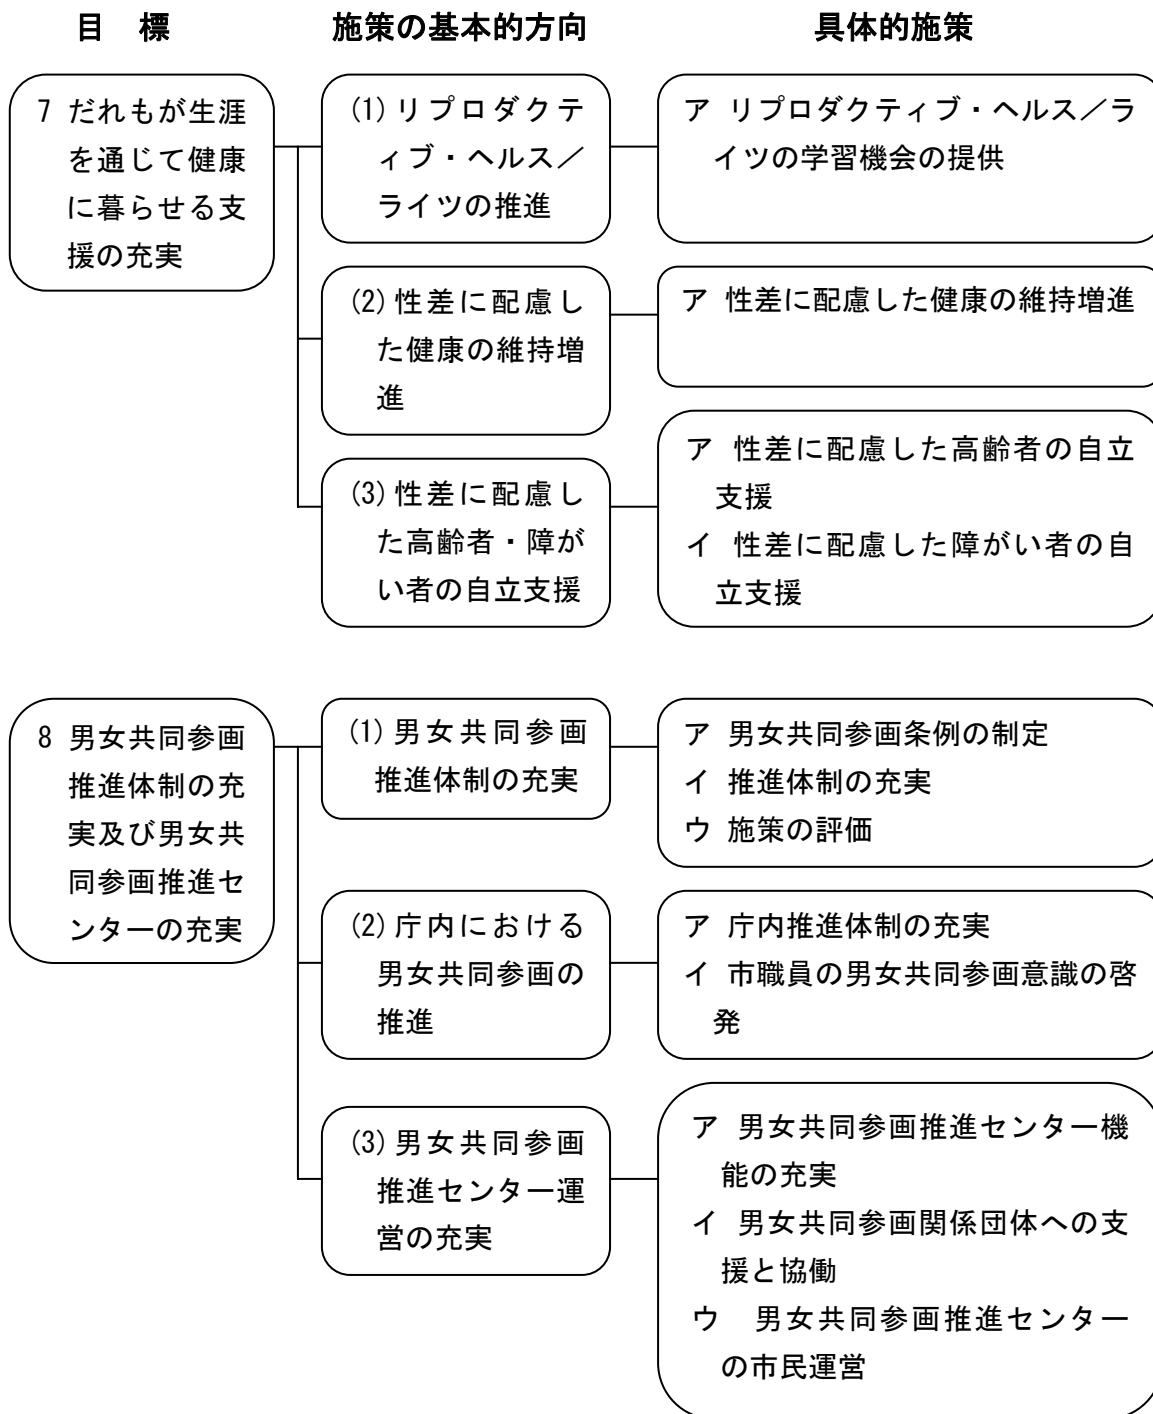 目　標
施策の基本的方向
具体的施策
7 だれもが生涯
を通じて健康
に暮らせる支
援の充実
(1) リプロダクテ
ィブ・ヘルス／
ライツの推進
ア リプロダクティブ・ヘルス／ラ
イツの学習機会の提供
(2) 性差に配慮し
た健康の維持増
進
ア 性差に配慮した健康の維持増進
(3) 性差に配慮し
た高齢者・障が
い者の自立支援
ア 性差に配慮した高齢者の自立
支援
イ 性差に配慮した障がい者の自
立支援
8 男女共同参画
推進体制の充
実及び男女共
同参画推進セ
ンターの充実
(1) 男女共同参画
推進体制の充実
ア 男女共同参画条例の制定
イ 推進体制の充実
ウ 施策の評価
(2) 庁内における
男女共同参画の
推進
ア 庁内推進体制の充実
イ 市職員の男女共同参画意識の啓
発
(3) 男女共同参画
推進センター運
営の充実
ア 男女共同参画推進センター機
能の充実
イ 男女共同参画関係団体への支
援と協働
ウ　男女共同参画推進センター
の市民運営